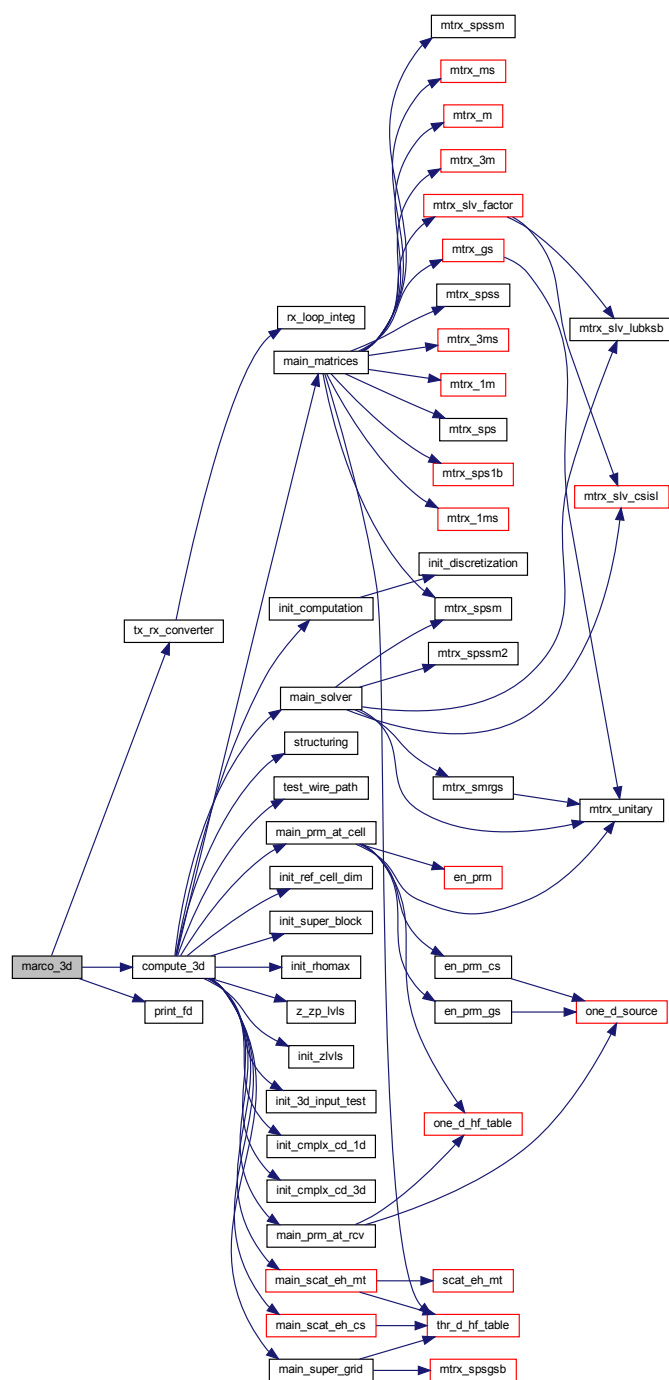 mtrx_spssm
mtrx_ms
mtrx_m
mtrx_3m
mtrx_slv_factor
mtrx_gs
mtrx_spss
rx_loop_integ
mtrx_slv_lubksb
mtrx_3ms
main_matrices
mtrx_1m
mtrx_sps
mtrx_sps1b
mtrx_slv_csisl
mtrx_1ms
init_discretization
init_computation
mtrx_spsm
tx_rx_converter
mtrx_spssm2
main_solver
structuring
test_wire_path
mtrx_smrgs
mtrx_unitary
main_prm_at_cell
en_prm
init_ref_cell_dim
init_super_block
marco_3d
compute_3d
init_rhomax
en_prm_cs
print_fd
z_zp_lvls
en_prm_gs
one_d_source
init_zlvls
init_3d_input_test
one_d_hf_table
init_cmplx_cd_1d
init_cmplx_cd_3d
main_prm_at_rcv
main_scat_eh_mt
scat_eh_mt
main_scat_eh_cs
thr_d_hf_table
main_super_grid
mtrx_spsgsb